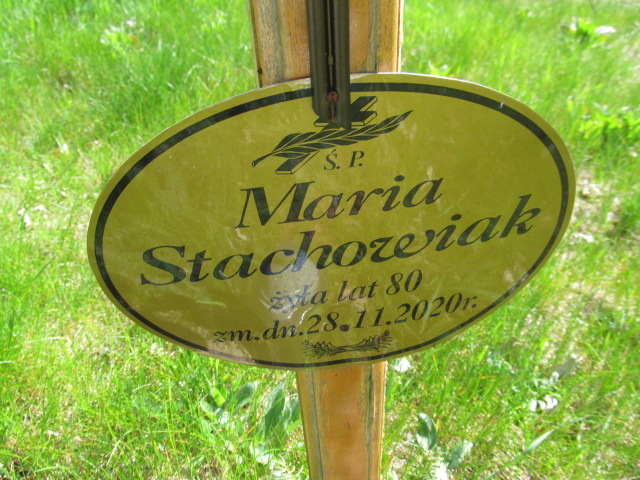 Ś. P.
Maria
Stachowiak
żyła lat 80
zm.dn.28.11.2020r.